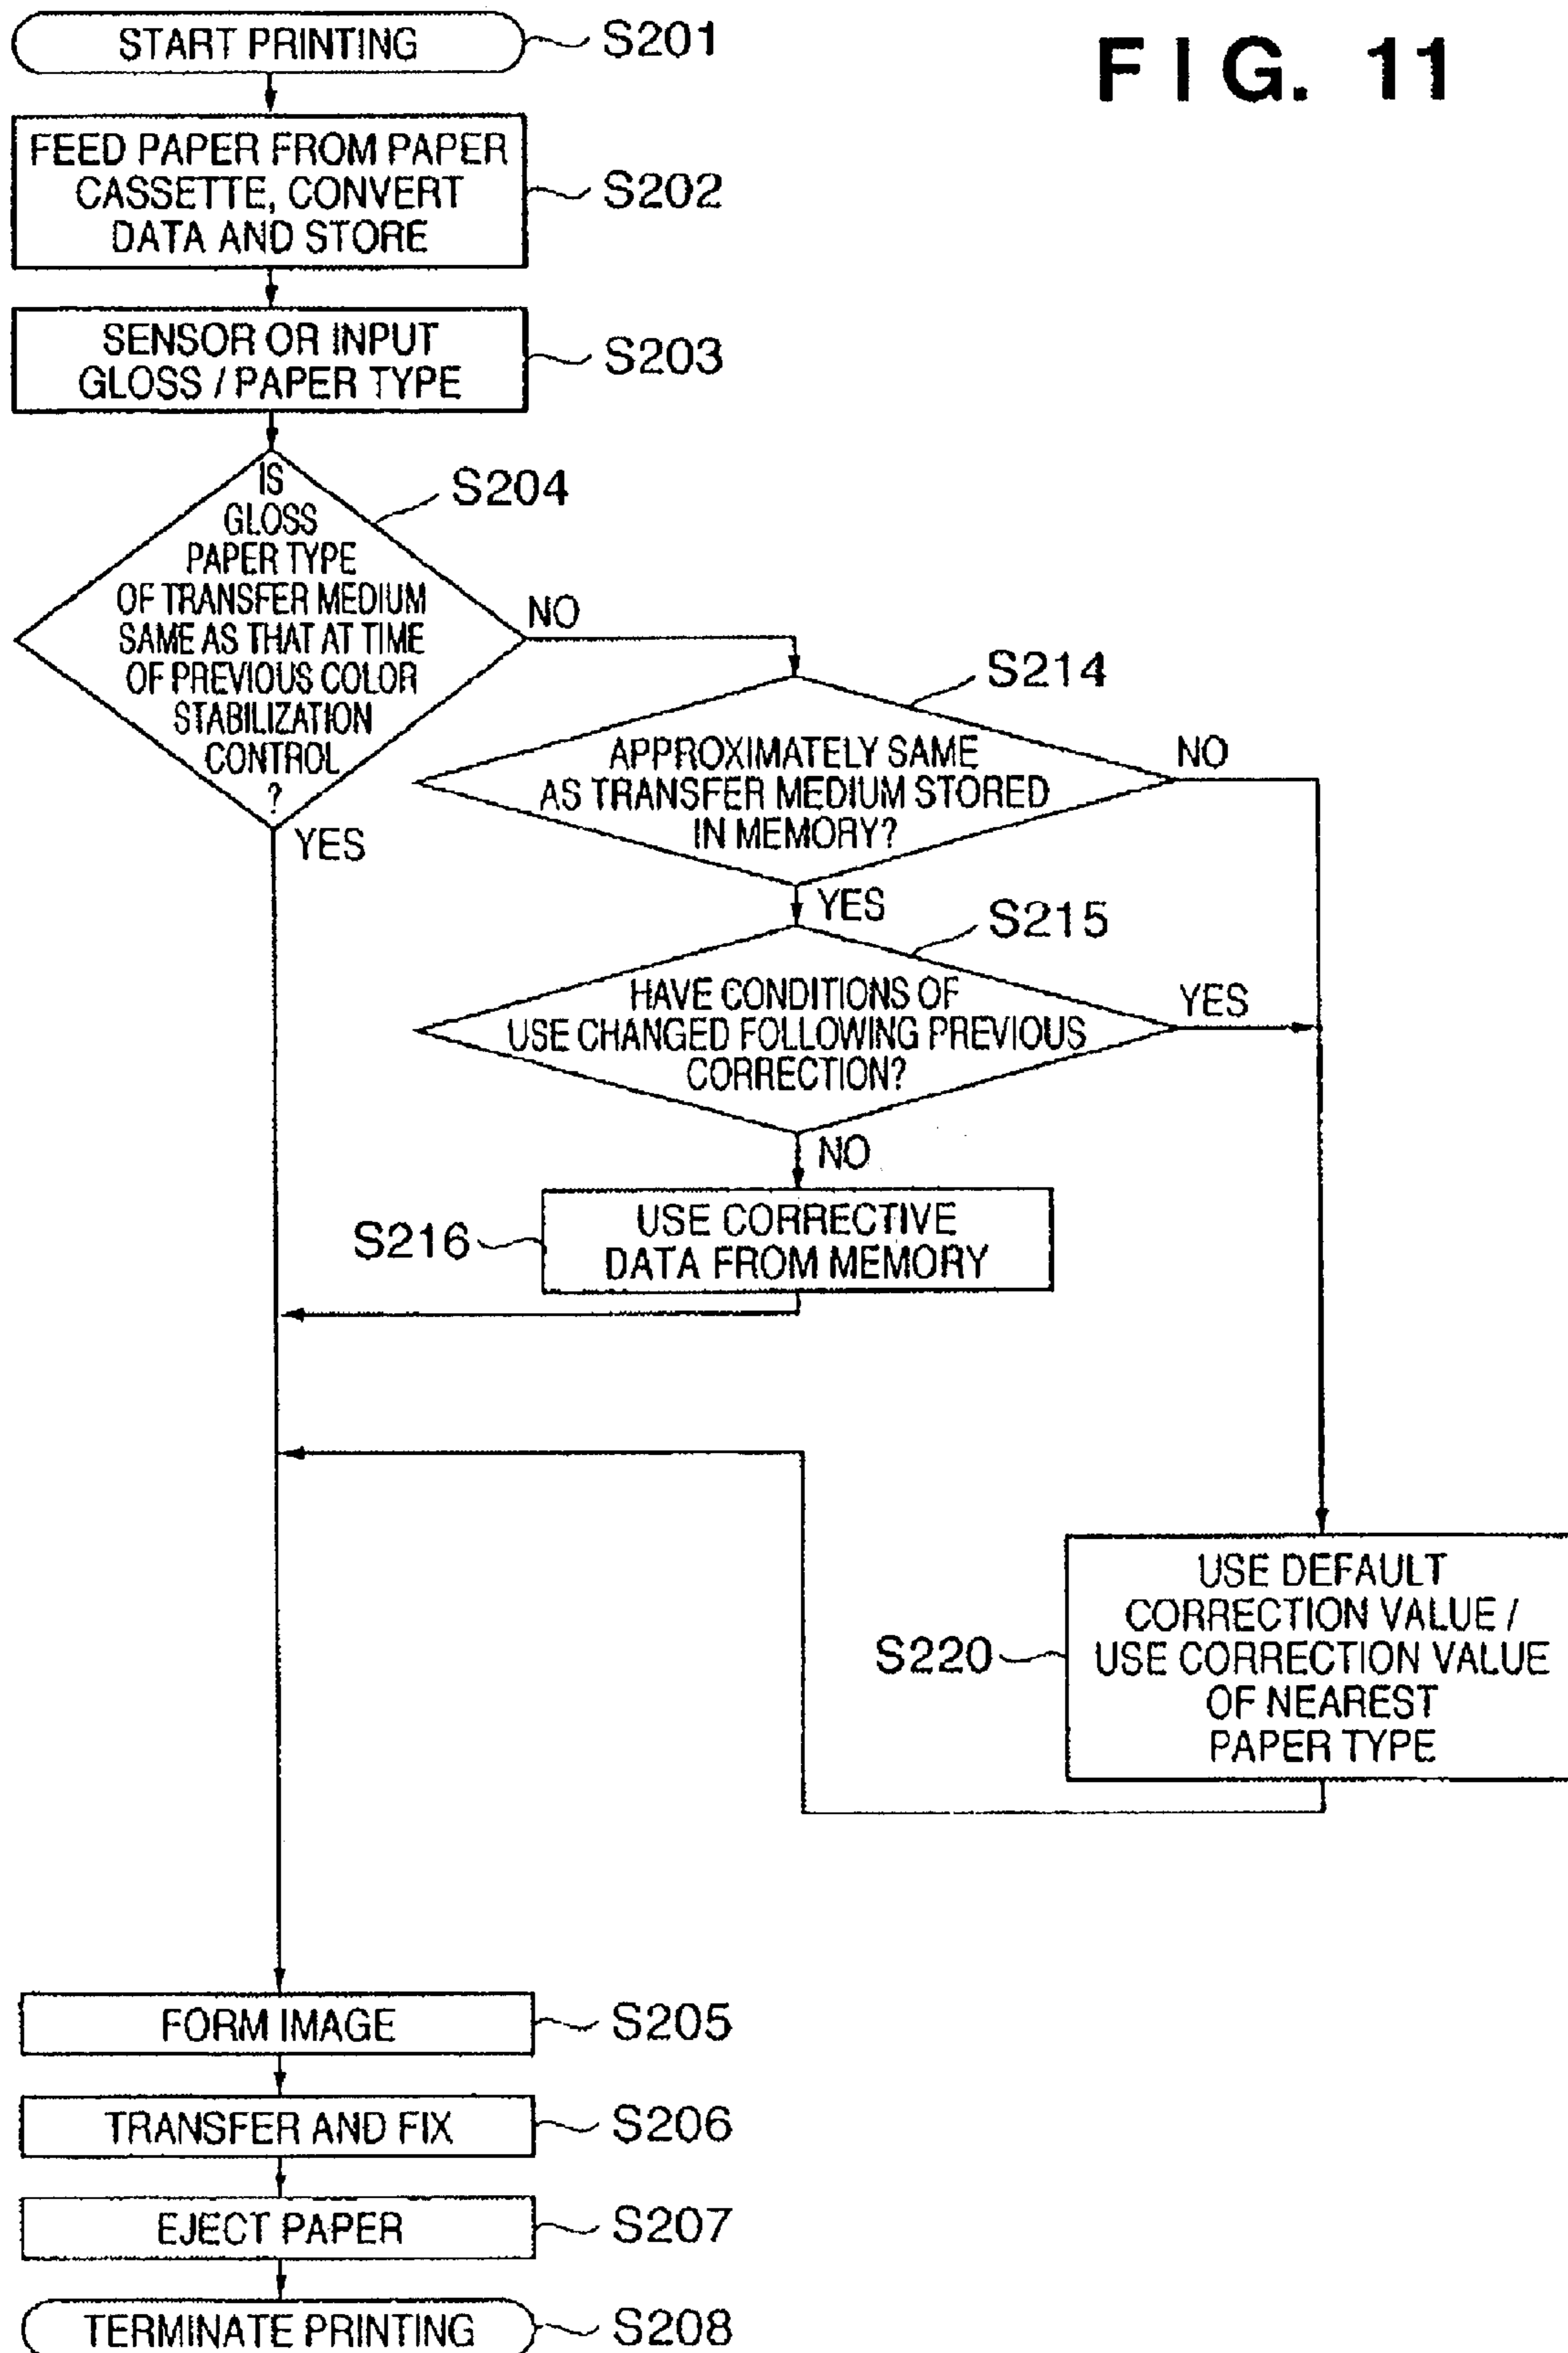 FIG. 11
START PRINTING
S201
FEED PAPER FROM PAPER
CASSETTE, CONVERT
DATA AND STORE
S202
SENSOR OR INPUT
GLOSS / PAPER TYPE
S203
IS
GLOSS
PAPER TYPE
OF TRANSFER MEDIUM
SAME AS THAT AT TIME
OF PREVIOUS COLOR
STABILIZATION
CONTROL
?
S204
NO
YES
S214
APPROXIMATELY SAME
AS TRANSFER MEDIUM STORED
IN MEMORY?
NO
YES
S215
HAVE CONDITIONS OF
USE CHANGED FOLLOWING PREVIOUS
CORRECTION?
YES
NO
S216
USE CORRECTIVE
DATA FROM MEMORY
S220
USE DEFAULT
CORRECTION VALUE /
USE CORRECTION VALUE
OF NEAREST
PAPER TYPE
FORM IMAGE
S205
TRANSFER AND FIX
S206
EJECT PAPER
S207
TERMINATE PRINTING
S208